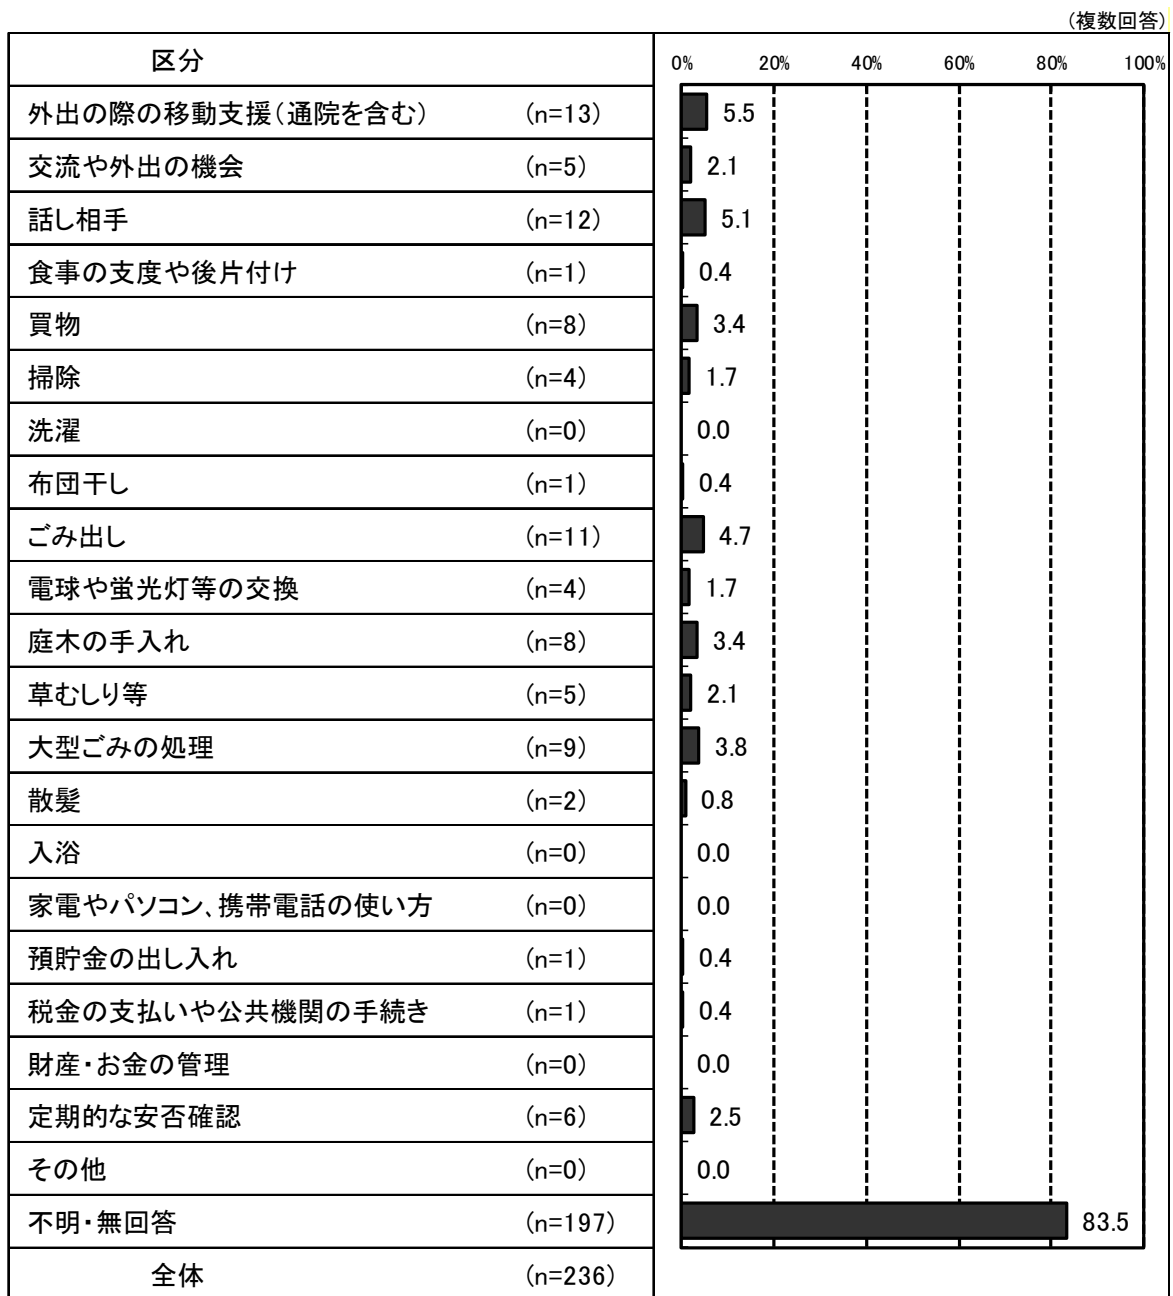 (複数回答)
区分 0% 20% 40% 60% 80% 100%
外出の際の移動支援(通院を含む) (n=13) 5.5
交流や外出の機会 (n=5) 2.1
話し相手 (n=12) 5.1
食事の支度や後片付け (n=1) 0.4
買物 (n=8) 3.4
掃除 (n=4) 1.7
洗濯 (n=0) 0.0
布団干し (n=1) 0.4
ごみ出し (n=11) 4.7
電球や蛍光灯等の交換 (n=4) 1.7
庭木の手入れ (n=8) 3.4
草むしり等 (n=5) 2.1
大型ごみの処理 (n=9) 3.8
散髪 (n=2) 0.8
入浴 (n=0) 0.0
家電やパソコン、携帯電話の使い方 (n=0) 0.0
預貯金の出し入れ (n=1) 0.4
税金の支払いや公共機関の手続き (n=1) 0.4
財産・お金の管理 (n=0) 0.0
定期的な安否確認 (n=6) 2.5
その他 (n=0) 0.0
不明・無回答 (n=197) 83.5
全体 (n=236)